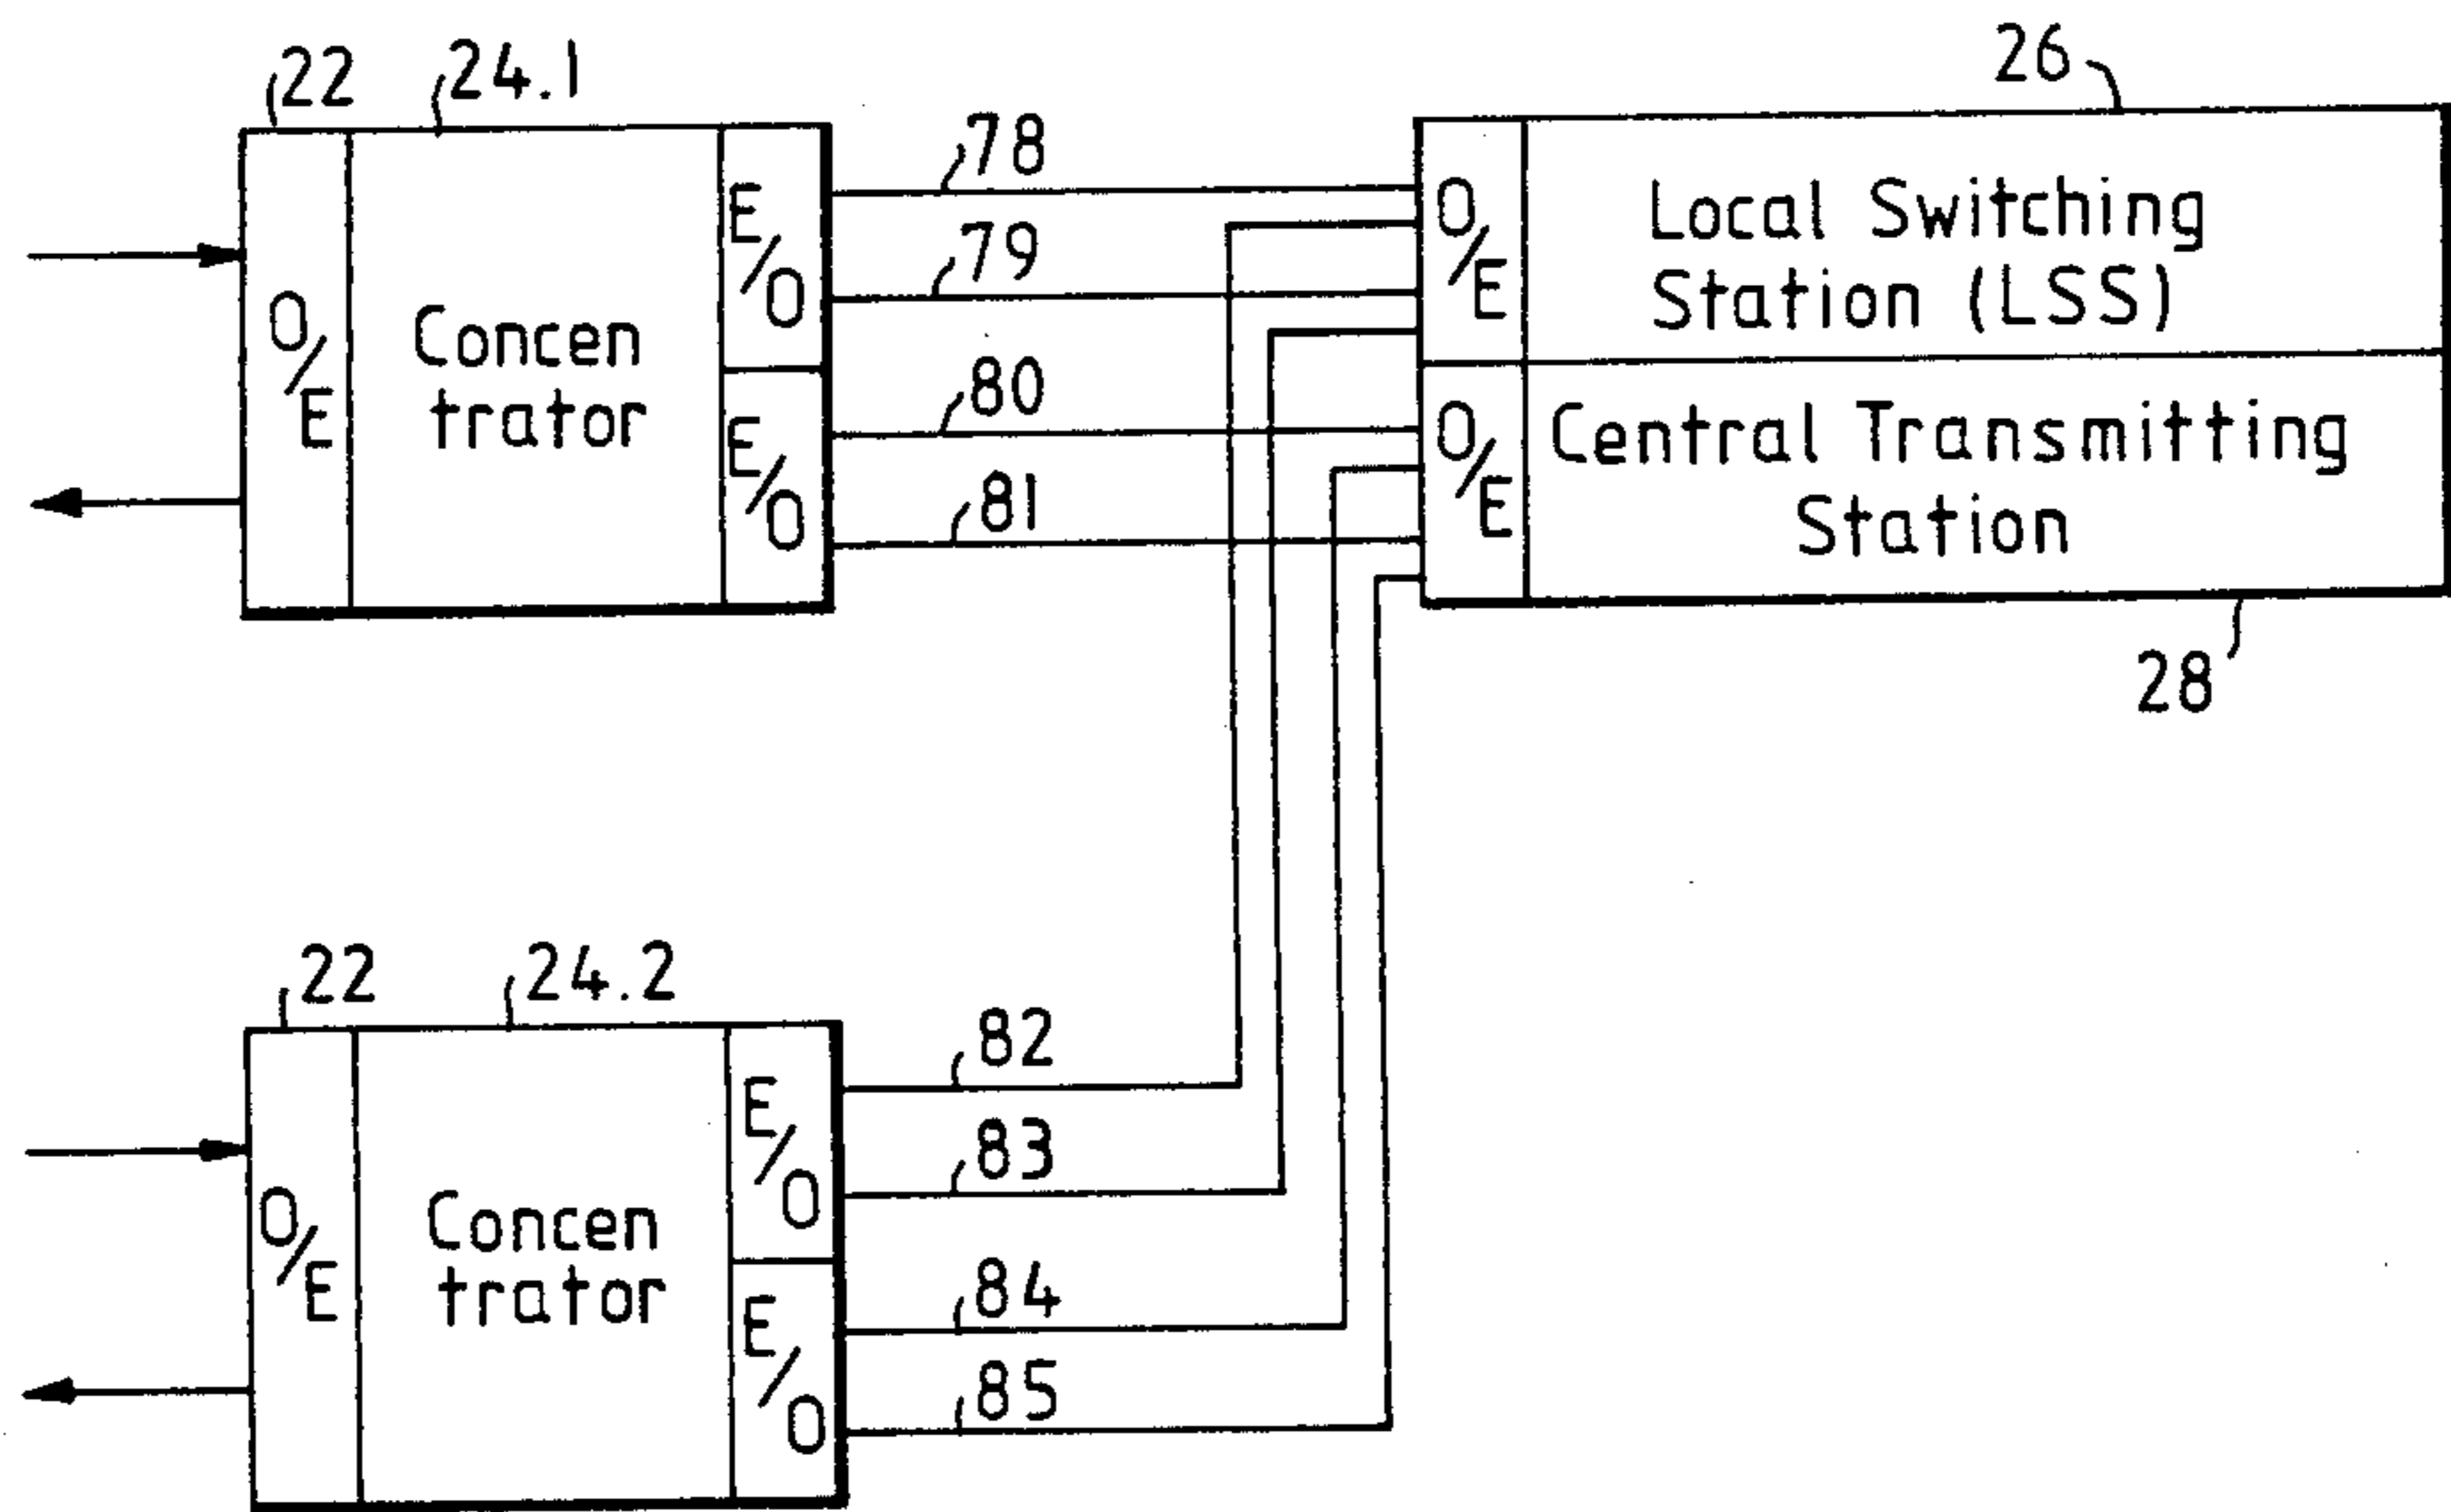 22
24.1
26
78
79
80
81
O/E
Concen
trator
E/O
E/O
O/E
Local Switching
Station (LSS)
O/E
Central Transmitting
Station
28
22
24.2
82
83
84
85
O/E
Concen
trator
E/O
E/O